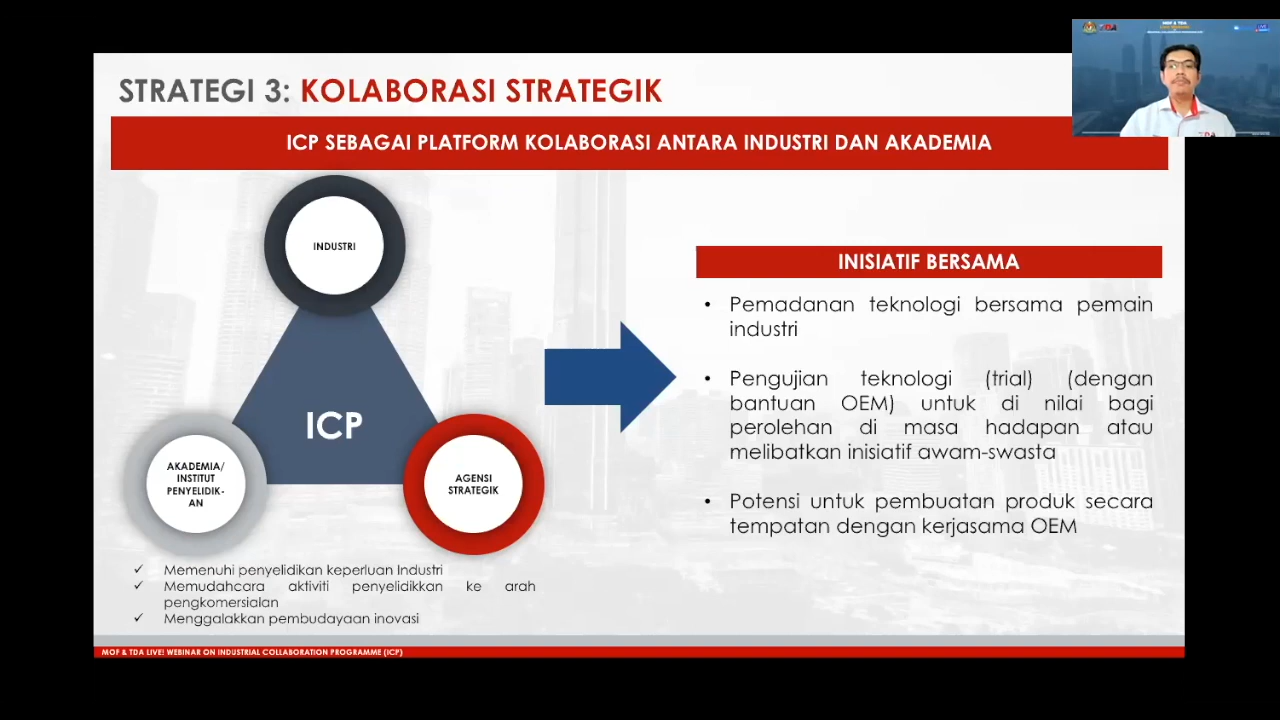 STRATEGI 3: KOLABORASI STRATEGIK
ICP SEBAGAI PLATFORM KOLABORASI ANTARA INDUSTRI DAN AKADEMIA
INDUSTRI
ICP
AKADEMIA/
INSTITUT
PENYELIDIK-
AN
AGENSI
STRATEGIK
✓ Memenuhi penyelidikan keperluan Industri
✓ Memudahcara aktiviti penyelidikkan ke arah
pengkomersialan
✓ Menggalakkan pembudayaan inovasi
INISIATIF BERSAMA
• Pemadanan teknologi bersama pemain
industri
• Pengujian teknologi (trial) (dengan
bantuan OEM) untuk di nilai bagi
perolehan di masa hadapan atau
melibatkan inisiatif awam-swasta
• Potensi untuk pembuatan produk secara
tempatan dengan kerjasama OEM
MOF & TDA LIVE! WEBINAR ON INDUSTRIAL COLLABORATION PROGRAMME (ICP)
MOF & TDA